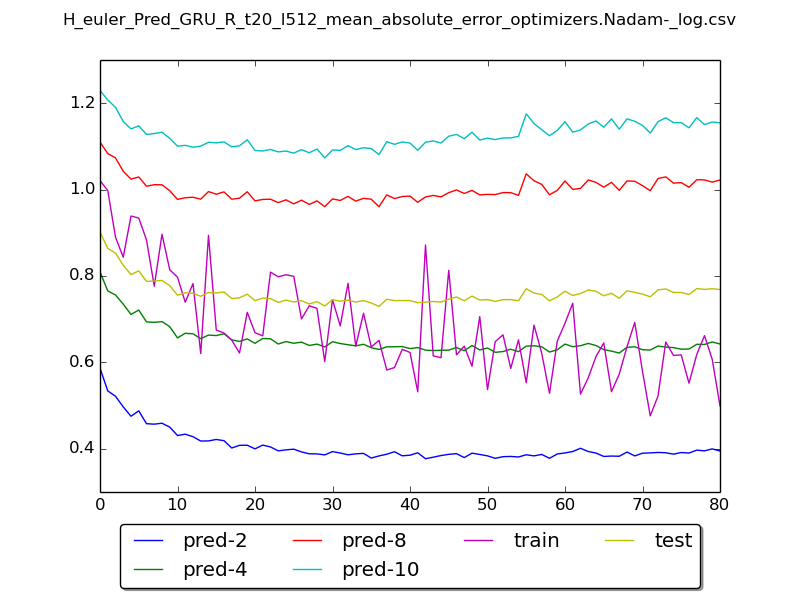 H_euler_Pred_GRU_R_t20_l512_mean_absolute_error_optimizers.Nadam-_log.csv
1.2
1.0
0.8
0.6
0.4
0 10 20 30 40 50 60 70 80
pred-2 pred-8 train test
pred-4 pred-10